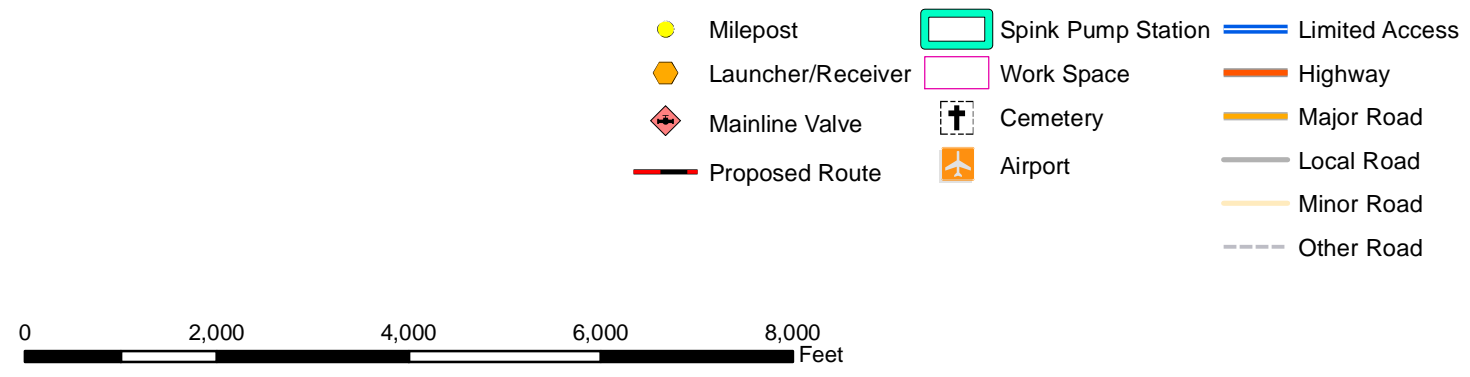 Milepost
Launcher/Receiver
Mainline Valve
Proposed Route
Spink Pump Station
Work Space
Cemetery
Airport
Limited Access
Highway
Major Road
Local Road
Minor Road
Other Road
0 2,000 4,000 6,000 8,000
Feet